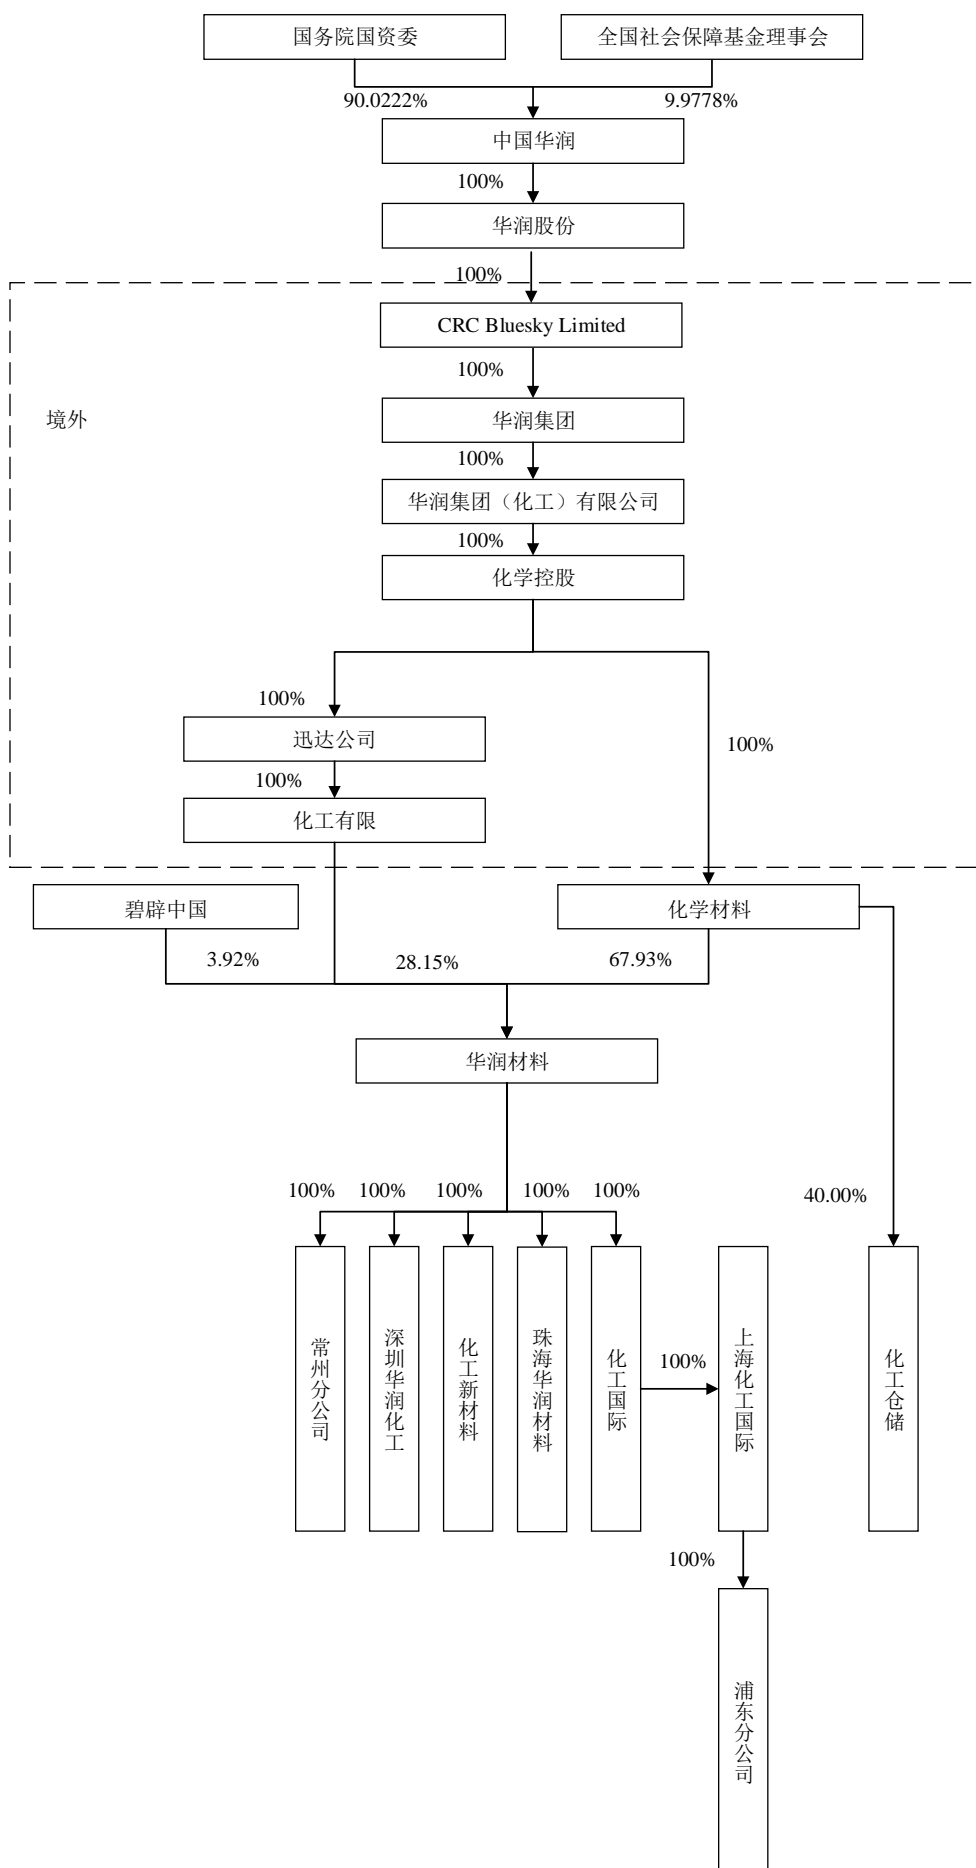 国务院国资委
全国社会保障基金理事会
90.0222%
9.9778%
中国华润
100%
华润股份
100%
CRC Bluesky Limited
100%
境外
华润集团
100%
华润集团（化工）有限公司
100%
化学控股
100%
迅达公司
100%
100%
化工有限
碧辟中国
化学材料
3.92%
28.15%
67.93%
华润材料
100%
100%
100%
100%
100%
40.00%
常州分公司
深圳华润化工
化工新材料
珠海华润材料
化工国际
100%
上海化工国际
化工仓储
100%
浦东分公司